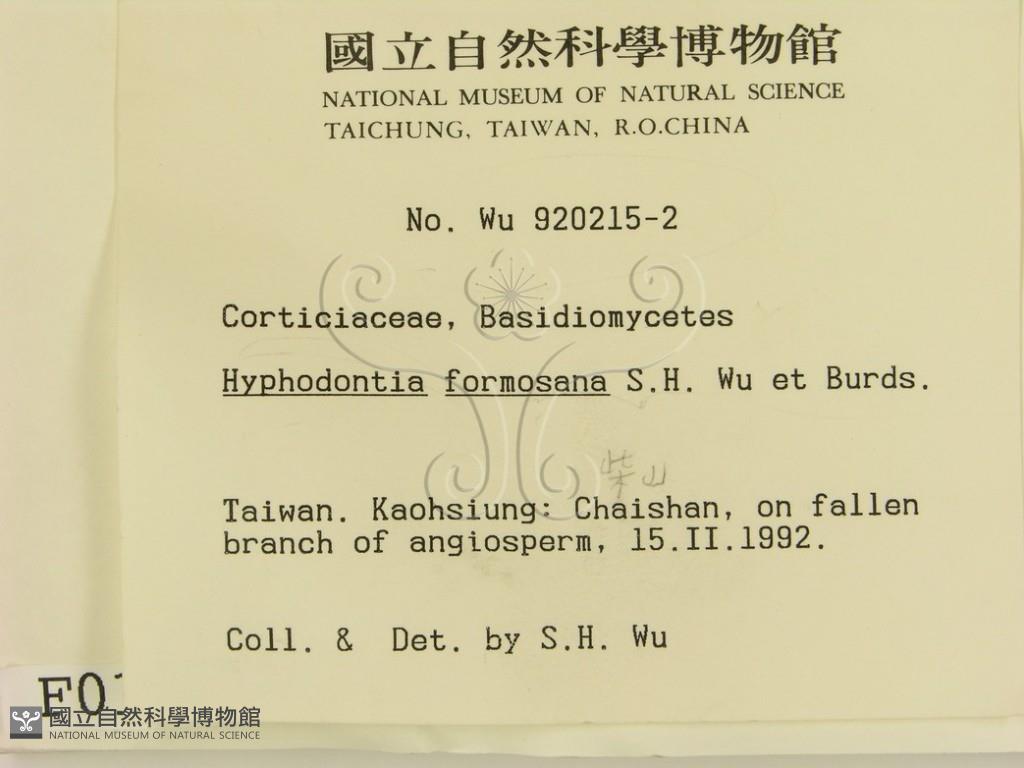 國立自然科學博物館
NATIONAL MUSEUM OF NATURAL SCIENCE
TAICHUNG, TAIWAN, R.O.CHINA
No. Wu 920215-2
Corticiaceae, Basidiomycetes
Hyphodontia formosana S.H. Wu et Burds.
柴山
Taiwan. Kaohsiung: Chaishan, on fallen
branch of angiosperm, 15.II.1992.
Coll. & Det. by S.H. Wu
F0
國立自然科學博物館
NATIONAL MUSEUM OF NATURAL SCIENCE